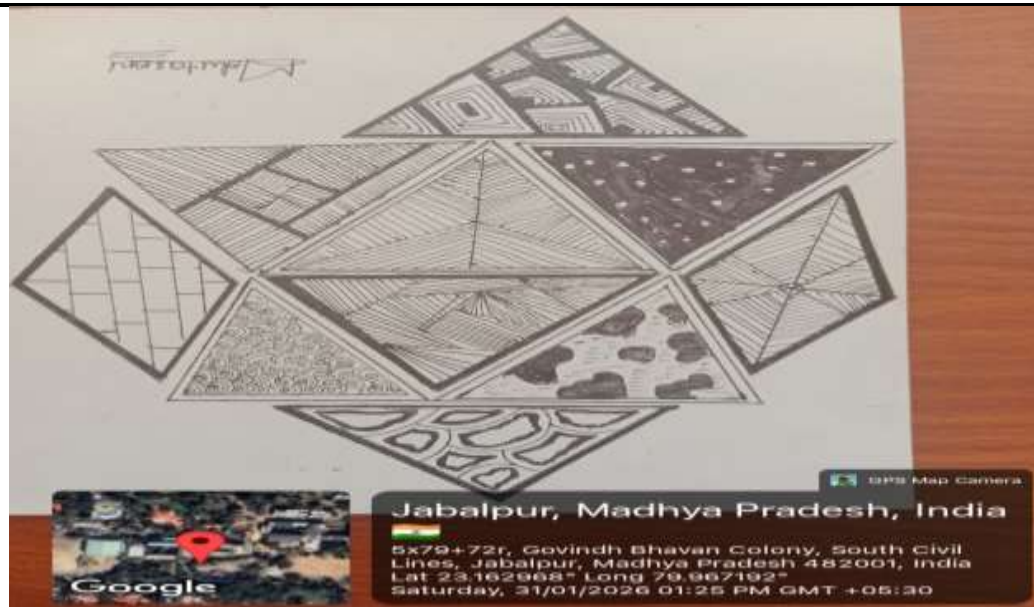 GPS Map Camera
Jabalpur, Madhya Pradesh, India
5x79+72r, Govindh Bhavan Colony, South Civil
Lines, Jabalpur, Madhya Pradesh 482001, India
Lat 23.162968° Long 79.967192°
Saturday, 31/01/2026 01:25 PM GMT +05:30
Google